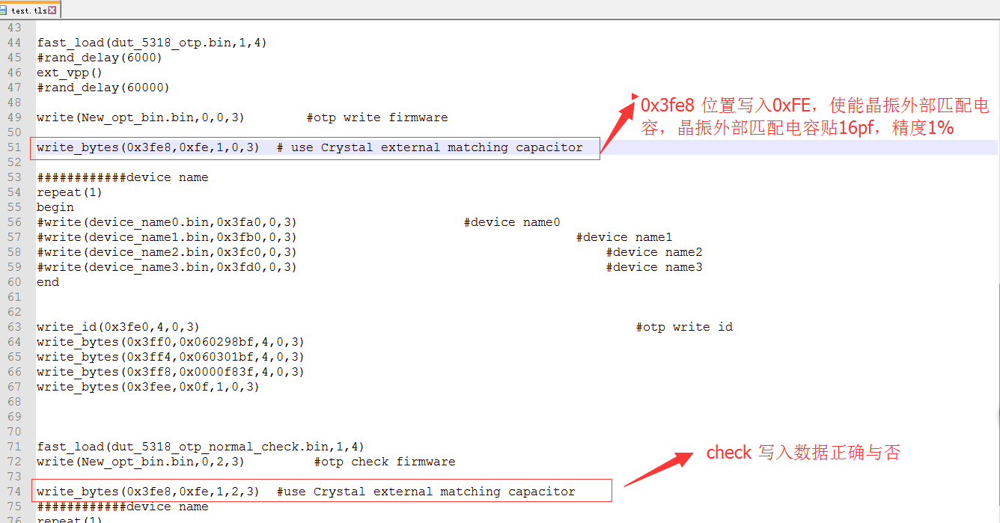 test.tls
43
44 fast_load(dut_5318_otp.bin,1,4)
45 #rand_delay(6000)
46 ext_vpp()
47 #rand_delay(60000)
48
49 write(New_opt_bin.bin,0,0,3) #otp write firmware
50
51 write_bytes(0x3fe8,0xfe,1,0,3) # use Crystal external matching capacitor
0x3fe8 位置写入0xFE，使能晶振外部匹配电
容，晶振外部匹配电容贴16pf，精度1%
52
53 ############device name
54 repeat(1)
55 begin
56 #write(device_name0.bin,0x3fa0,0,3) #device name0
57 #write(device_name1.bin,0x3fb0,0,3) #device name1
58 #write(device_name2.bin,0x3fc0,0,3) #device name2
59 #write(device_name3.bin,0x3fd0,0,3) #device name3
60 end
61
62
63 write_id(0x3fe0,4,0,3) #otp write id
64 write_bytes(0x3ff0,0x060298bf,4,0,3)
65 write_bytes(0x3ff4,0x060301bf,4,0,3)
66 write_bytes(0x3ff8,0x0000f83f,4,0,3)
67 write_bytes(0x3fee,0x0f,1,0,3)
68
69
70
71 fast_load(dut_5318_otp_normal_check.bin,1,4)
72 write(New_opt_bin.bin,0,2,3) #otp check firmware
check 写入数据正确与否
73
74 write_bytes(0x3fe8,0xfe,1,2,3) #use Crystal external matching capacitor
75 ############device name
76 repeat(1)